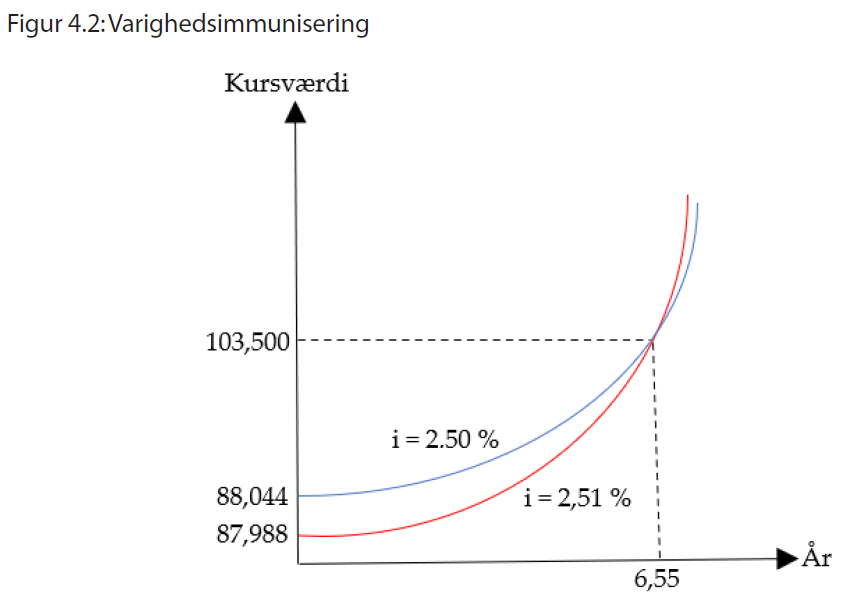 Figur 4.2: Varighedsimmunisering
Kursværdi
103,500
i = 2.50 %
88,044
i = 2,51 %
87,988
År
6,55